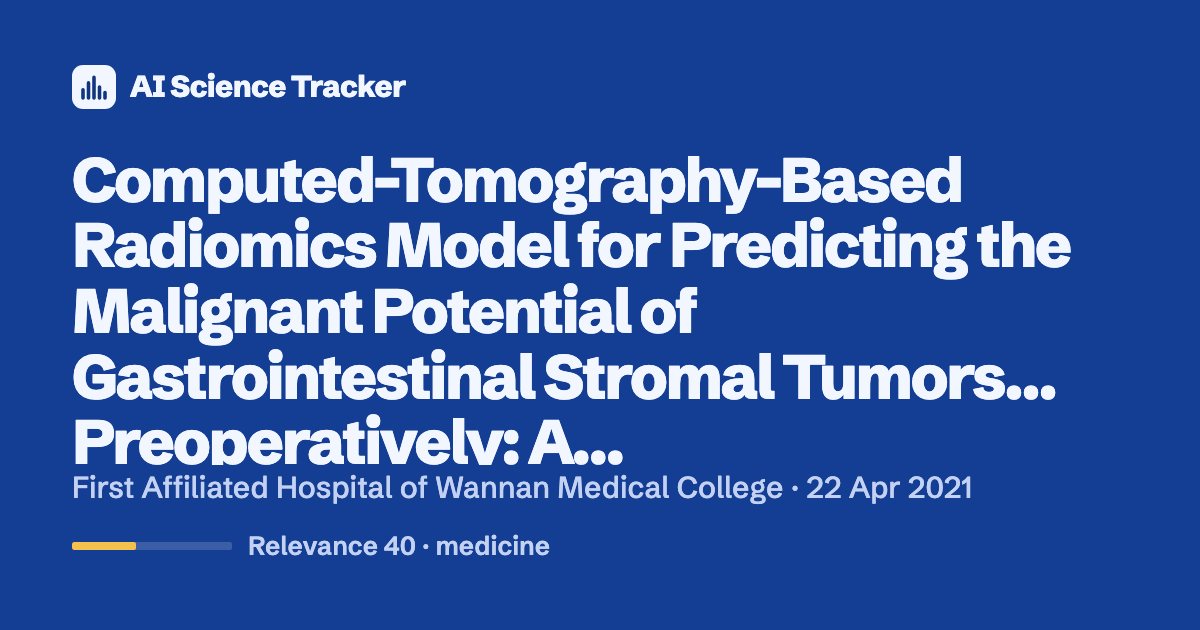 AI Science Tracker
Computed-Tomography-Based
Radiomics Model for Predicting the
Malignant Potential of
Gastrointestinal Stromal Tumors...
Preoperatively: A...
First Affiliated Hospital of Wannan Medical College · 22 Apr 2021
Relevance 40 · medicine